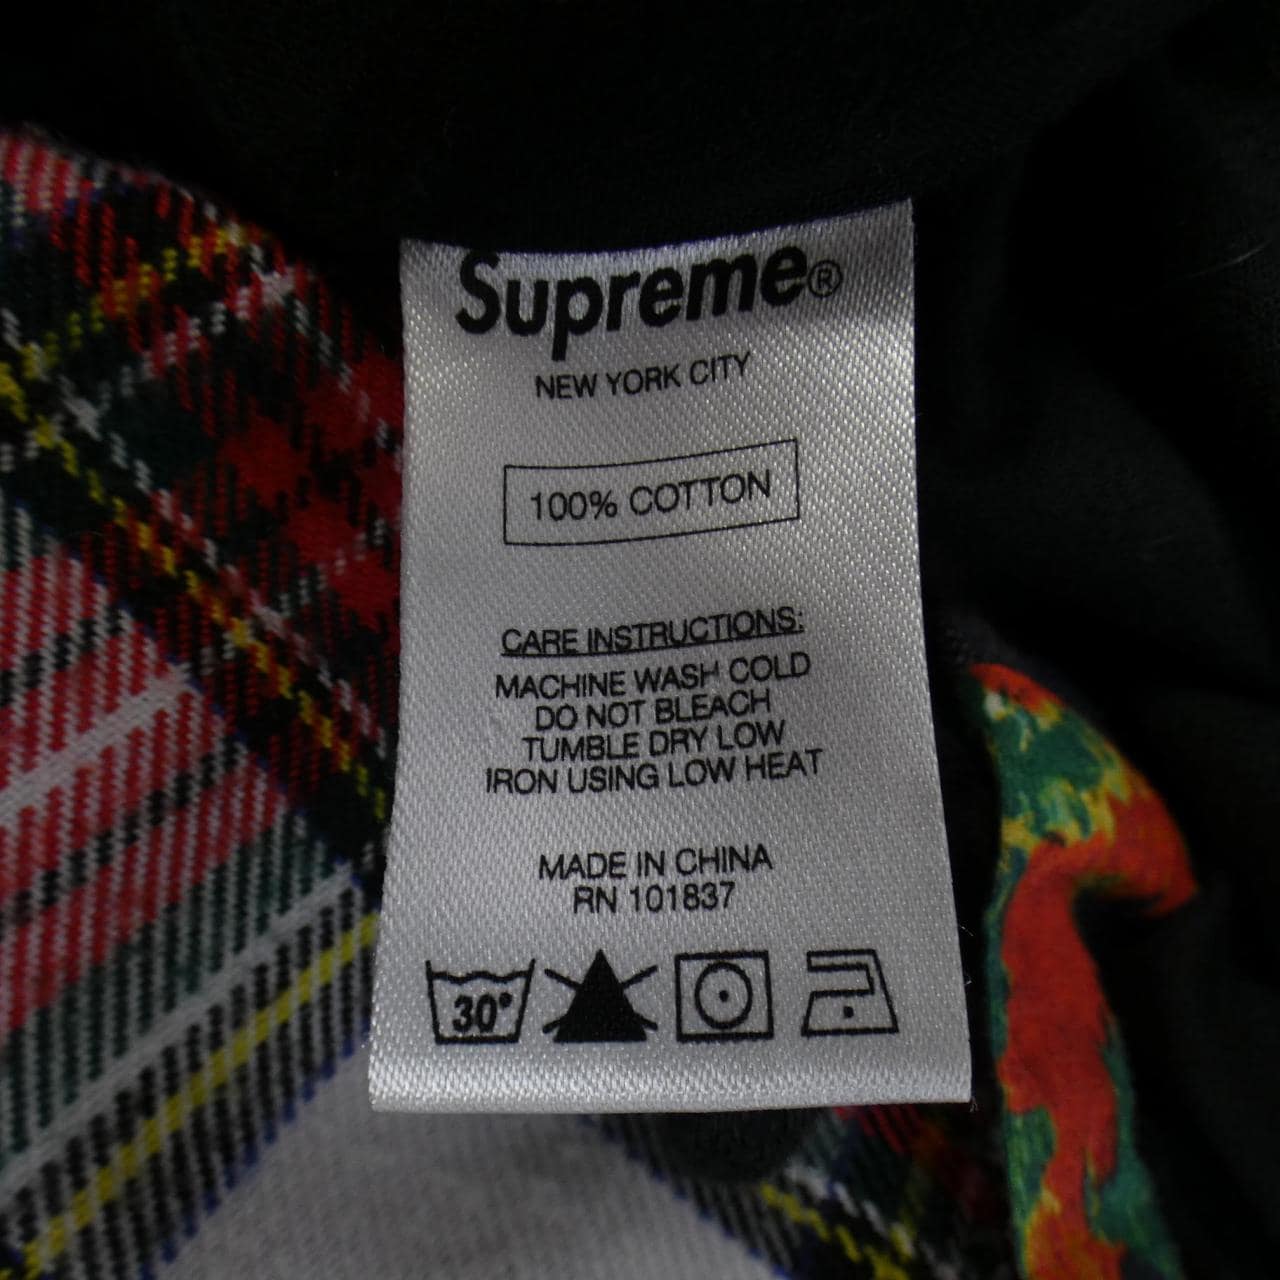 Supreme®
NEW YORK CITY
100% COTTON
CARE INSTRUCTIONS:
MACHINE WASH COLD
DO NOT BLEACH
TUMBLE DRY LOW
IRON USING LOW HEAT
MADE IN CHINA
RN 101837
30°